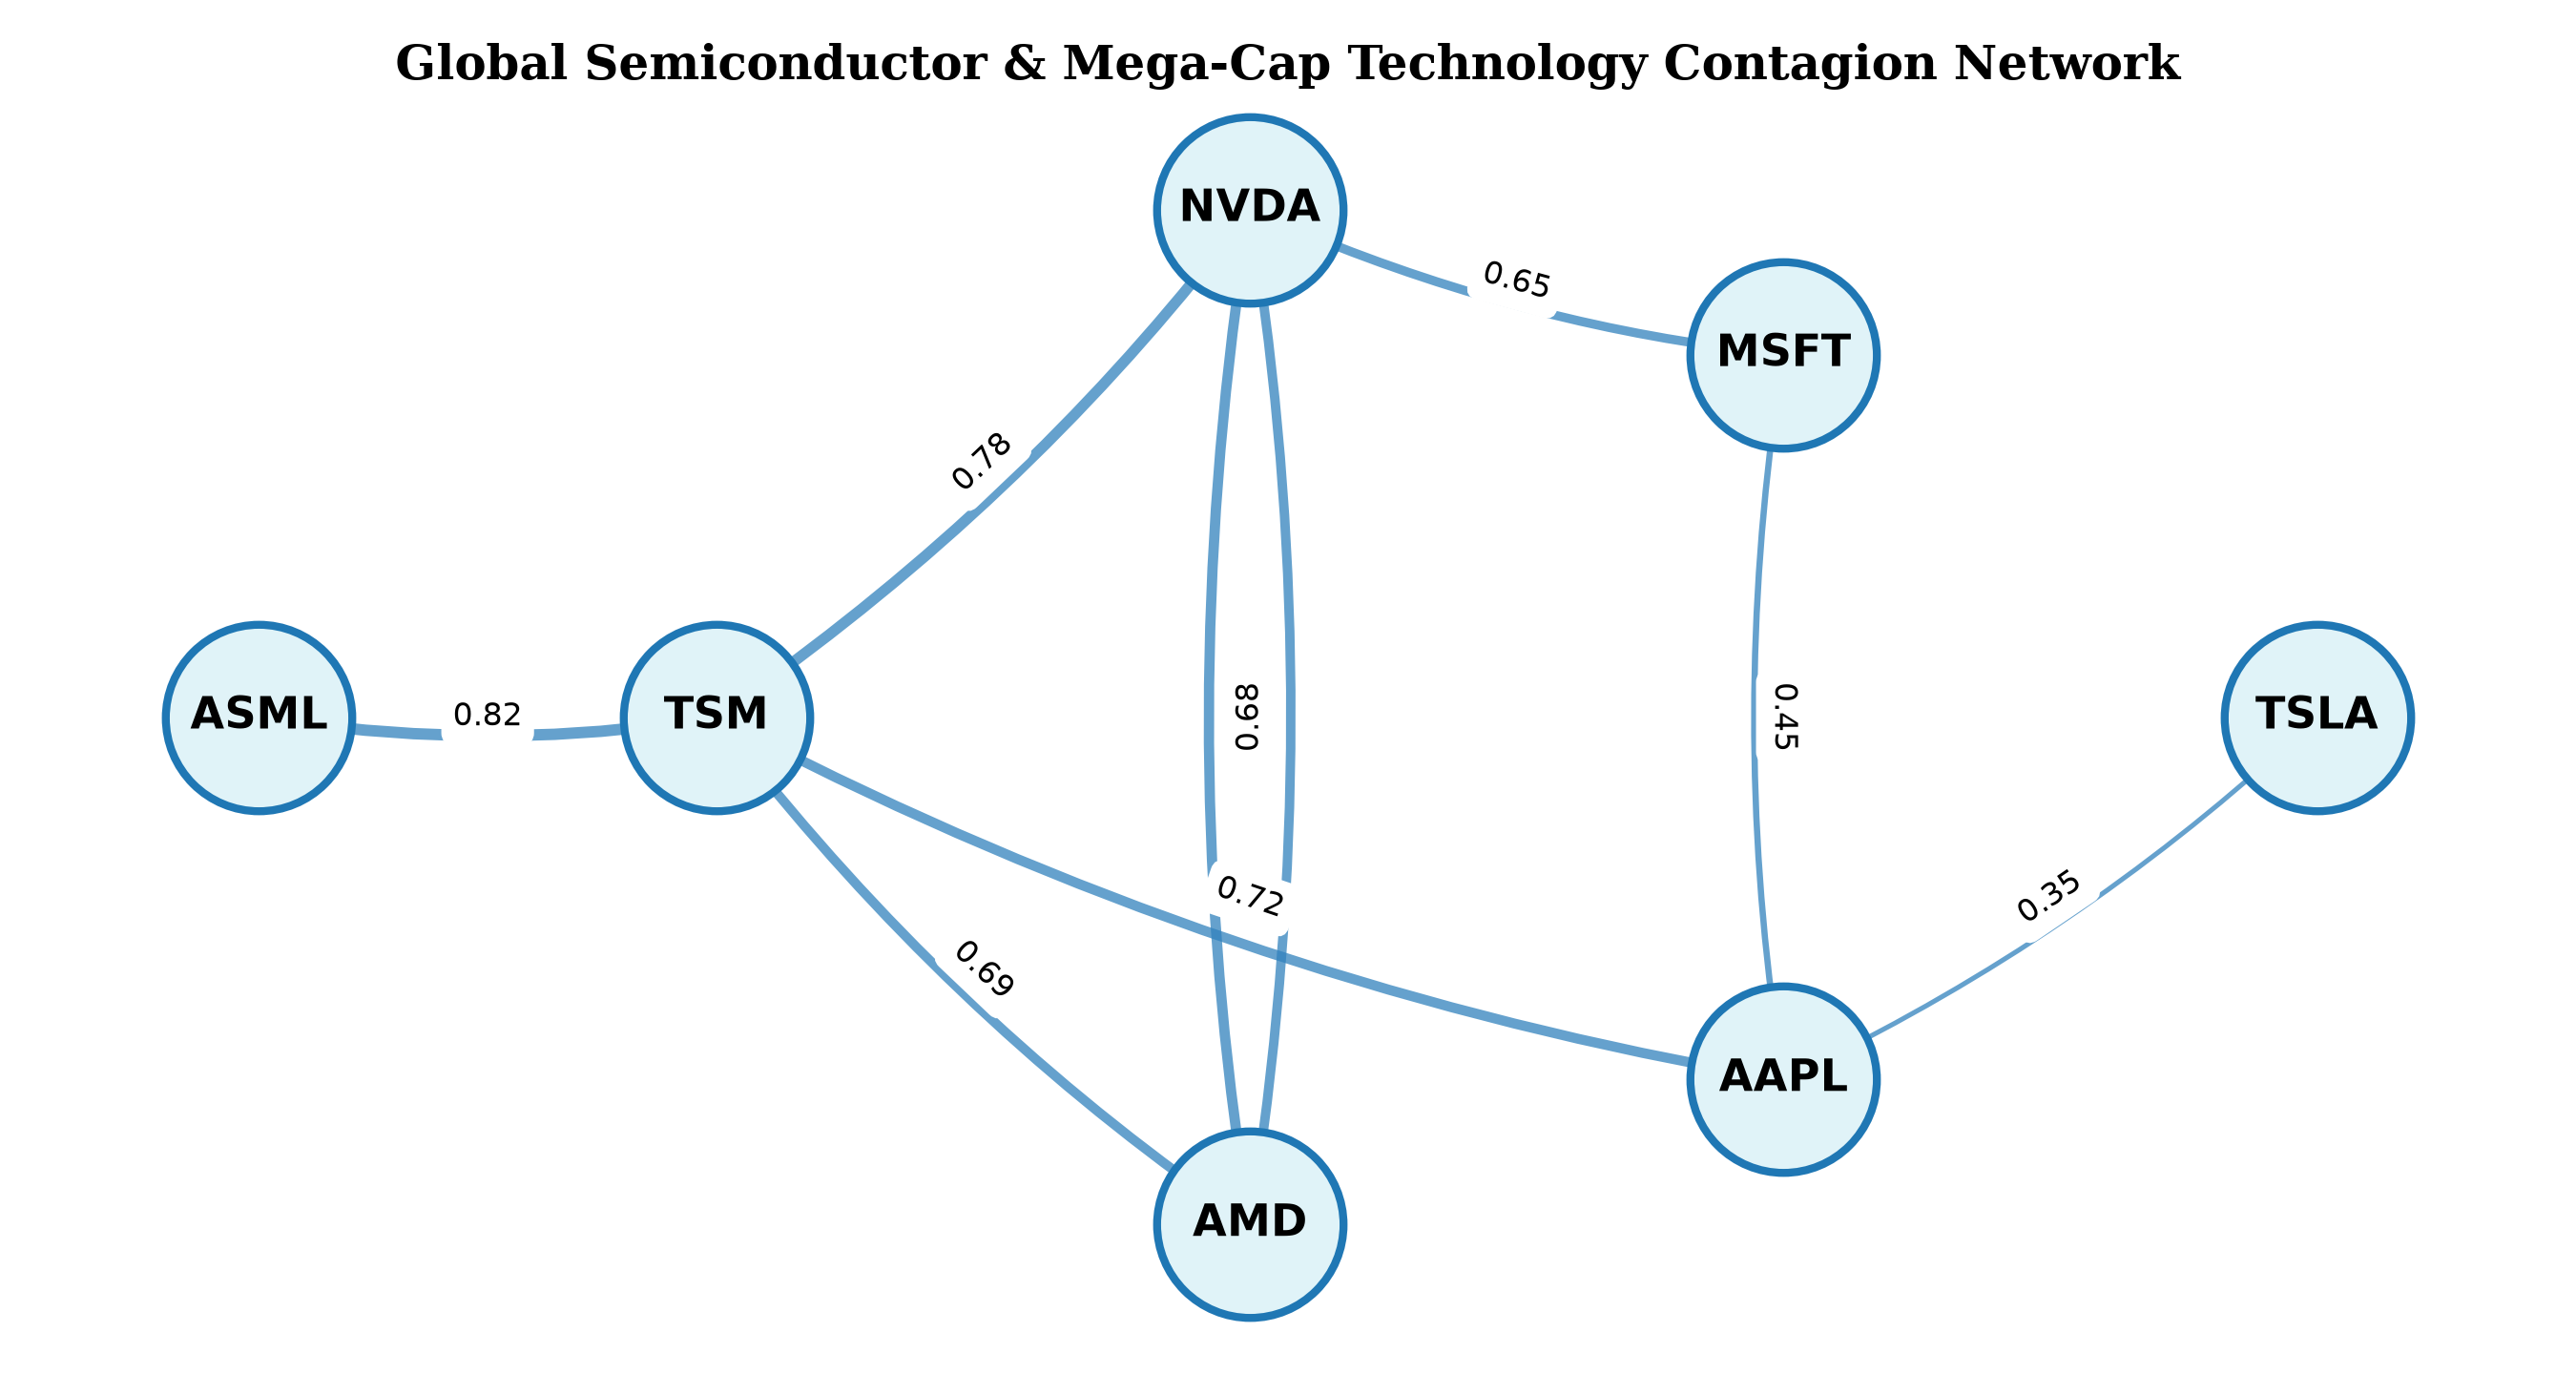 Global Semiconductor & Mega-Cap Technology Contagion Network
NVDA
0.65
MSFT
0.78
ASML
0.82
TSM
0.68
0.45
TSLA
0.72
0.35
0.69
AAPL
AMD